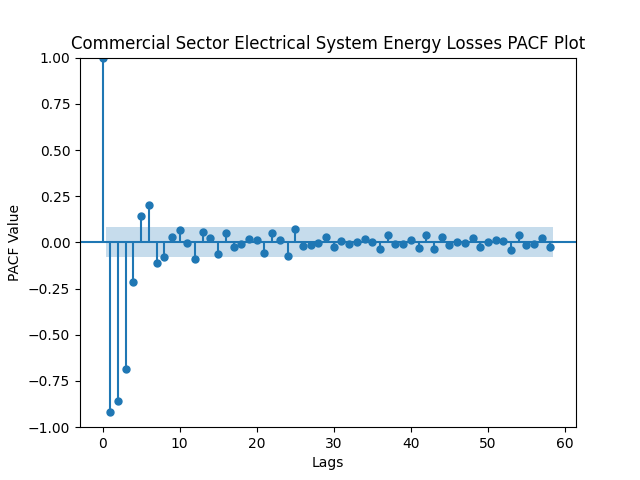 Commercial Sector Electrical System Energy Losses PACF Plot
1.00
0.75
0.50
0.25
0.00
−0.25
−0.50
−0.75
−1.00
PACF Value
0 10 20 30 40 50 60
Lags